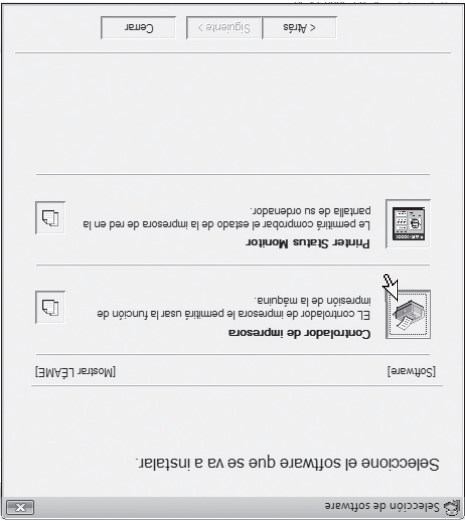 Selección de software
Seleccione el software que se va a instalar.
[Software] [Mostrar LÉAME]
Controlador de impresora
EL controlador de impresora le permitirá usar la función de
impresión de la máquina.
Printer Status Monitor
Le permitirá comprobar el estado de la impresora de red en la
pantalla de su ordenador.
< Atrás Siguiente > Cerrar